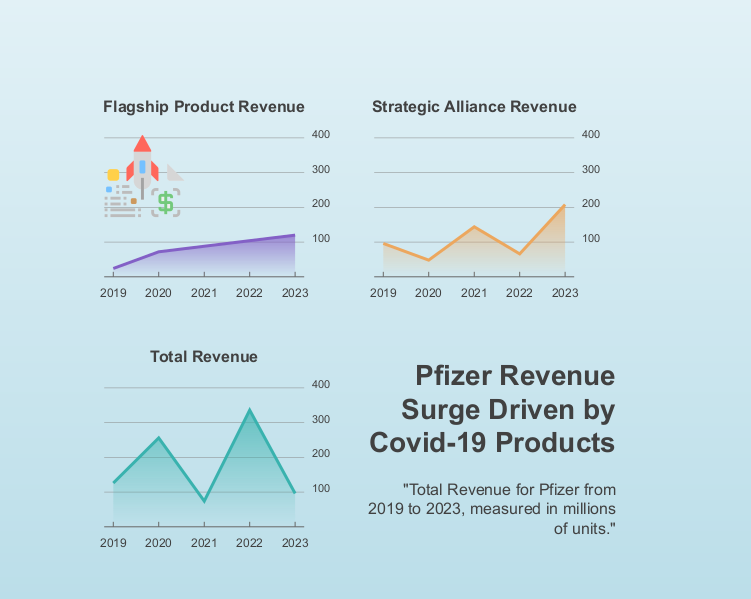 Flagship Product Revenue
400
300
200
100
2019 2020 2021 2022 2023
Strategic Alliance Revenue
400
300
200
100
2019 2020 2021 2022 2023
Total Revenue
400
300
200
100
2019 2020 2021 2022 2023
Pfizer Revenue
Surge Driven by
Covid-19 Products
"Total Revenue for Pfizer from
2019 to 2023, measured in millions
of units."